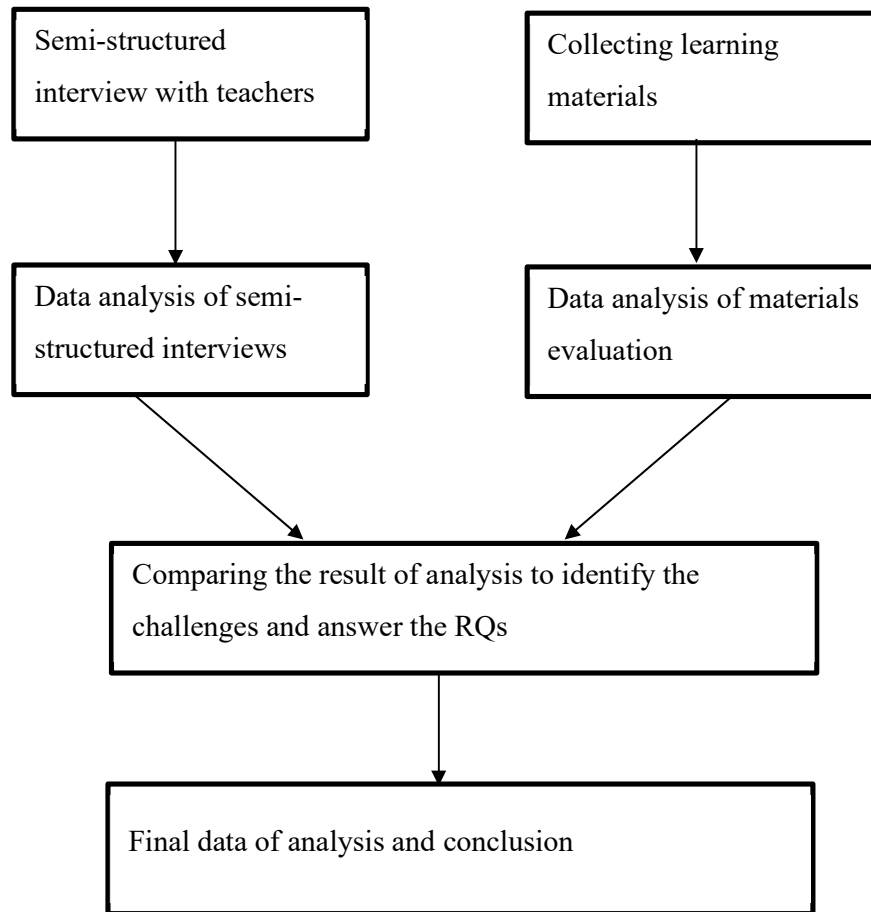 Semi-structured
interview with teachers
Collecting learning
materials
Data analysis of semi-
structured interviews
Data analysis of materials
evaluation
Comparing the result of analysis to identify the
challenges and answer the RQs
Final data of analysis and conclusion